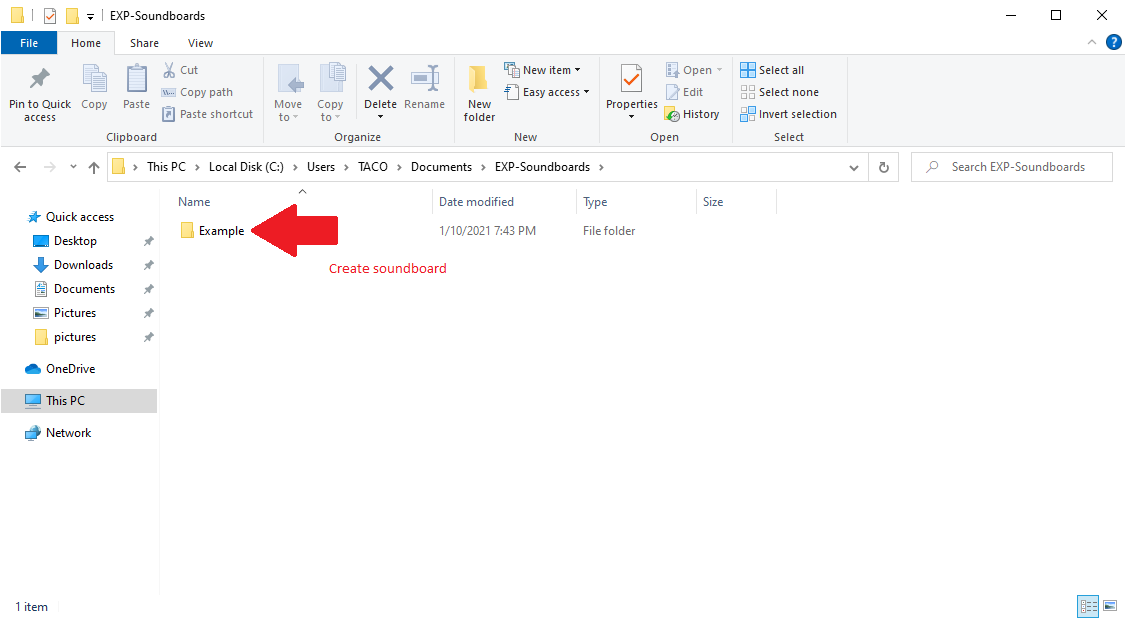 EXP-Soundboards
File Home Share View
Pin to Quick access
Copy
Paste
Cut
Copy path
Paste shortcut
Clipboard
Move to
Copy to
Delete
Rename
Organize
New folder
New item
Easy access
New
Properties
Open
Edit
History
Open
Select all
Select none
Invert selection
Select
This PC > Local Disk (C:) > Users > TACO > Documents > EXP-Soundboards >
Search EXP-Soundboards
Name Date modified Type Size
Example 1/10/2021 7:43 PM File folder
Create soundboard
Quick access
Desktop
Downloads
Documents
Pictures
pictures
OneDrive
This PC
Network
1 item